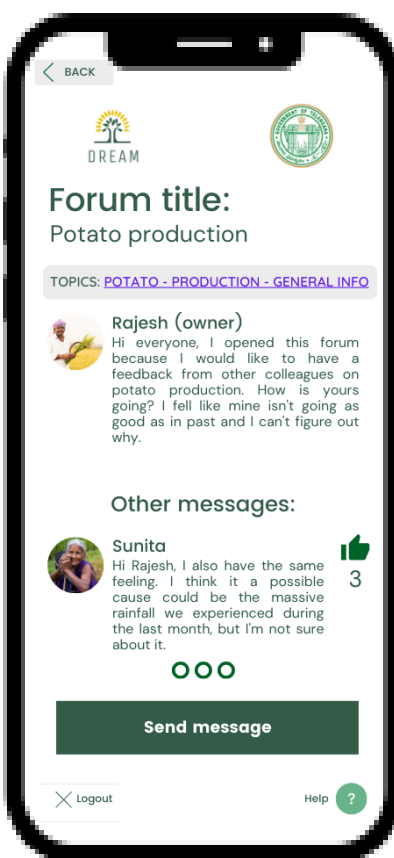 BACK
DREAM
GOVERNMENT OF TELANGANA
Forum title:
Potato production
TOPICS: POTATO - PRODUCTION - GENERAL INFO
Rajesh (owner)
Hi everyone, I opened this forum
because I would like to have a
feedback from other colleagues on
potato production. How is yours
going? I fell like mine isn't going as
good as in past and I can't figure out
why.
Other messages:
Sunita
Hi Rajesh, I also have the same
feeling. I think it a possible
cause could be the massive
rainfall we experienced during
the last month, but I'm not sure
about it.
3
Send message
Logout
Help ?